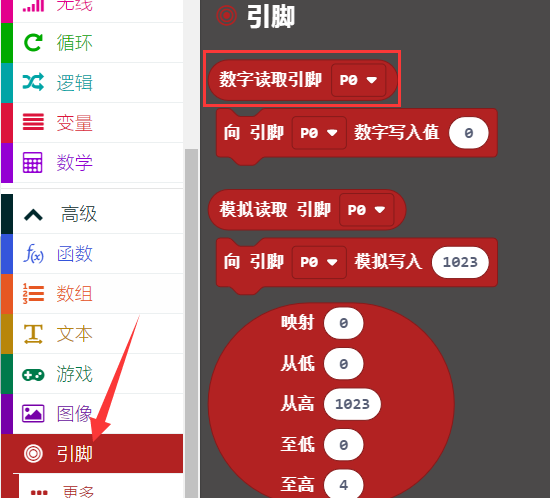 无线
循环
逻辑
变量
数学
高级
f(x) 函数
1
2
3
数组
T 文本
游戏
图像
引脚
更多
引脚
数字读取引脚 P0
向 引脚 P0 数字写入值 0
模拟读取 引脚 P0
向 引脚 P0 模拟写入 1023
映射 0
从低 0
从高 1023
至低 0
至高 4